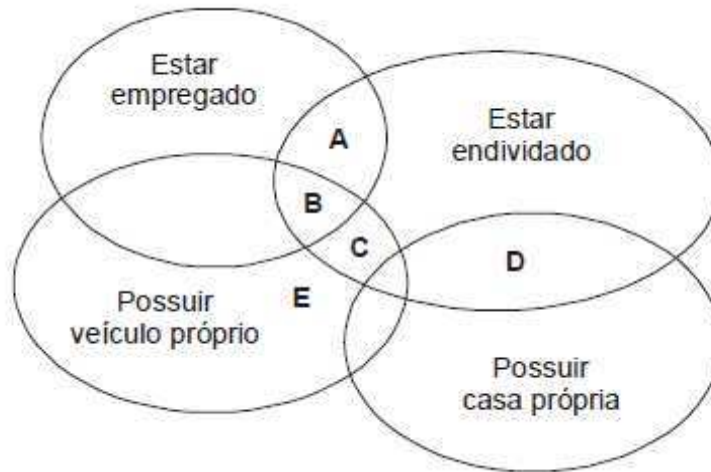 Estar
empregado
A
Estar
endividado
B
C
D
E
Possuir
veículo próprio
Possuir
casa própria